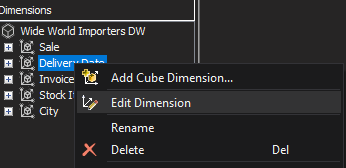 Dimensions
Wide World Importers DW
Sale
Delivery Date
Invoice
Stock I
City
Add Cube Dimension...
Edit Dimension
Rename
Delete Del